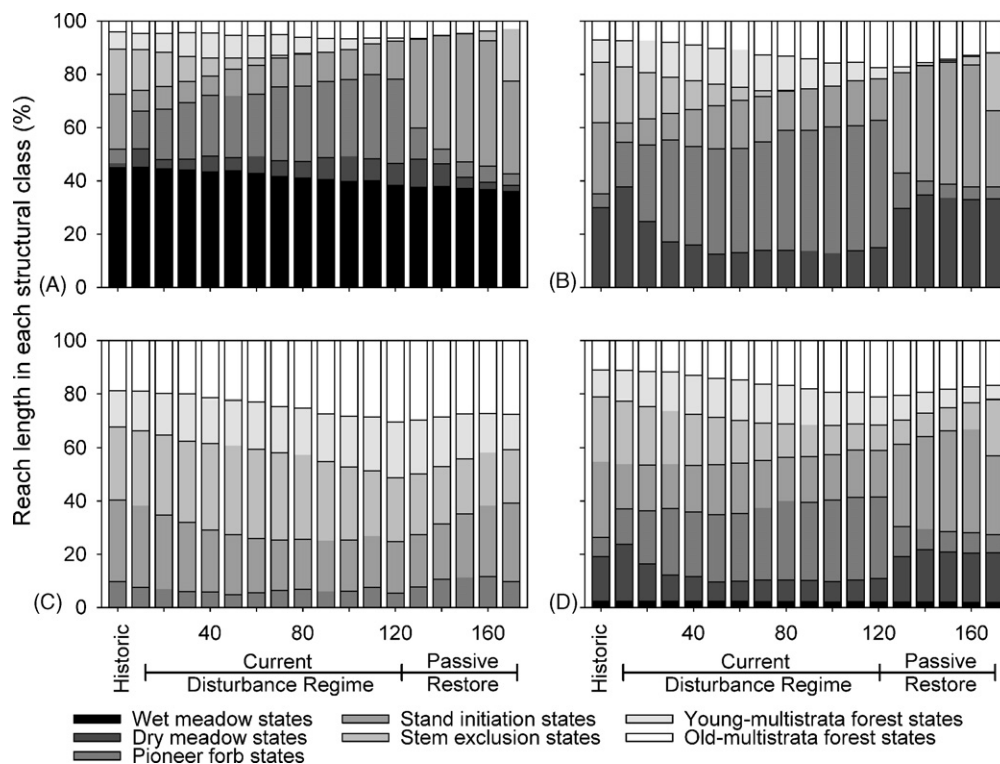 Reach length in each structural class (%)
100
80
60
40
20
0
(A)
(B)
100
80
60
40
20
0
(C)
(D)
Historic
40
80
120
160
Historic
40
80
120
160
Current
Disturbance Regime
Passive
Restore
Current
Disturbance Regime
Passive
Restore
Wet meadow states
Dry meadow states
Pioneer forb states
Stand initiation states
Stem exclusion states
Young-multistrata forest states
Old-multistrata forest states